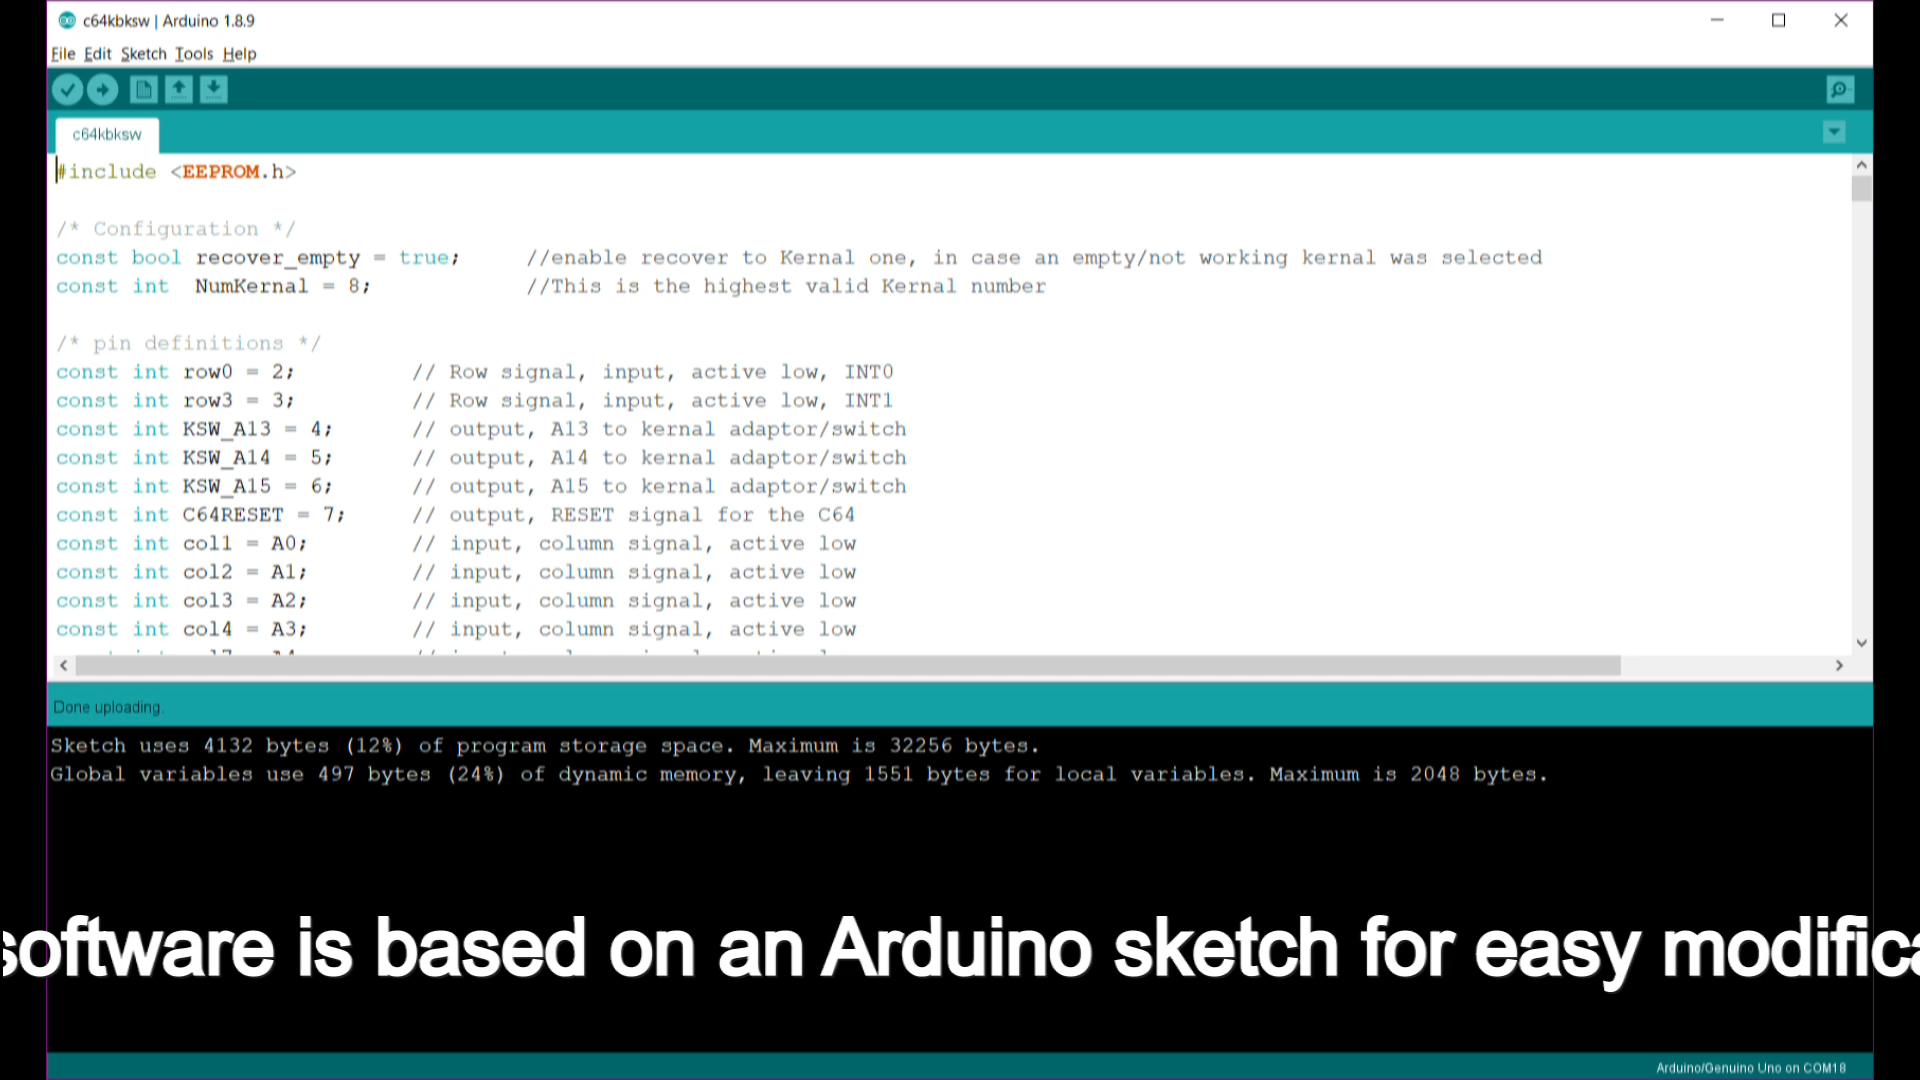 c64kbksw | Arduino 1.8.9
File Edit Sketch Tools Help
c64kbksw
#include <EEPROM.h>
/* Configuration */
const bool recover_empty = true; //enable recover to Kernal one, in case an empty/not working kernal was selected
const int NumKernal = 8; //This is the highest valid Kernal number
/* pin definitions */
const int row0 = 2; // Row signal, input, active low, INT0
const int row3 = 3; // Row signal, input, active low, INT1
const int KSW_A13 = 4; // output, A13 to kernal adaptor/switch
const int KSW_A14 = 5; // output, A14 to kernal adaptor/switch
const int KSW_A15 = 6; // output, A15 to kernal adaptor/switch
const int C64RESET = 7; // output, RESET signal for the C64
const int col1 = A0; // input, column signal, active low
const int col2 = A1; // input, column signal, active low
const int col3 = A2; // input, column signal, active low
const int col4 = A3; // input, column signal, active low
Done uploading.
Sketch uses 4132 bytes (12%) of program storage space. Maximum is 32256 bytes.
Global variables use 497 bytes (24%) of dynamic memory, leaving 1551 bytes for local variables. Maximum is 2048 bytes.
software is based on an Arduino sketch for easy modifica
Arduino/Genuino Uno on COM18